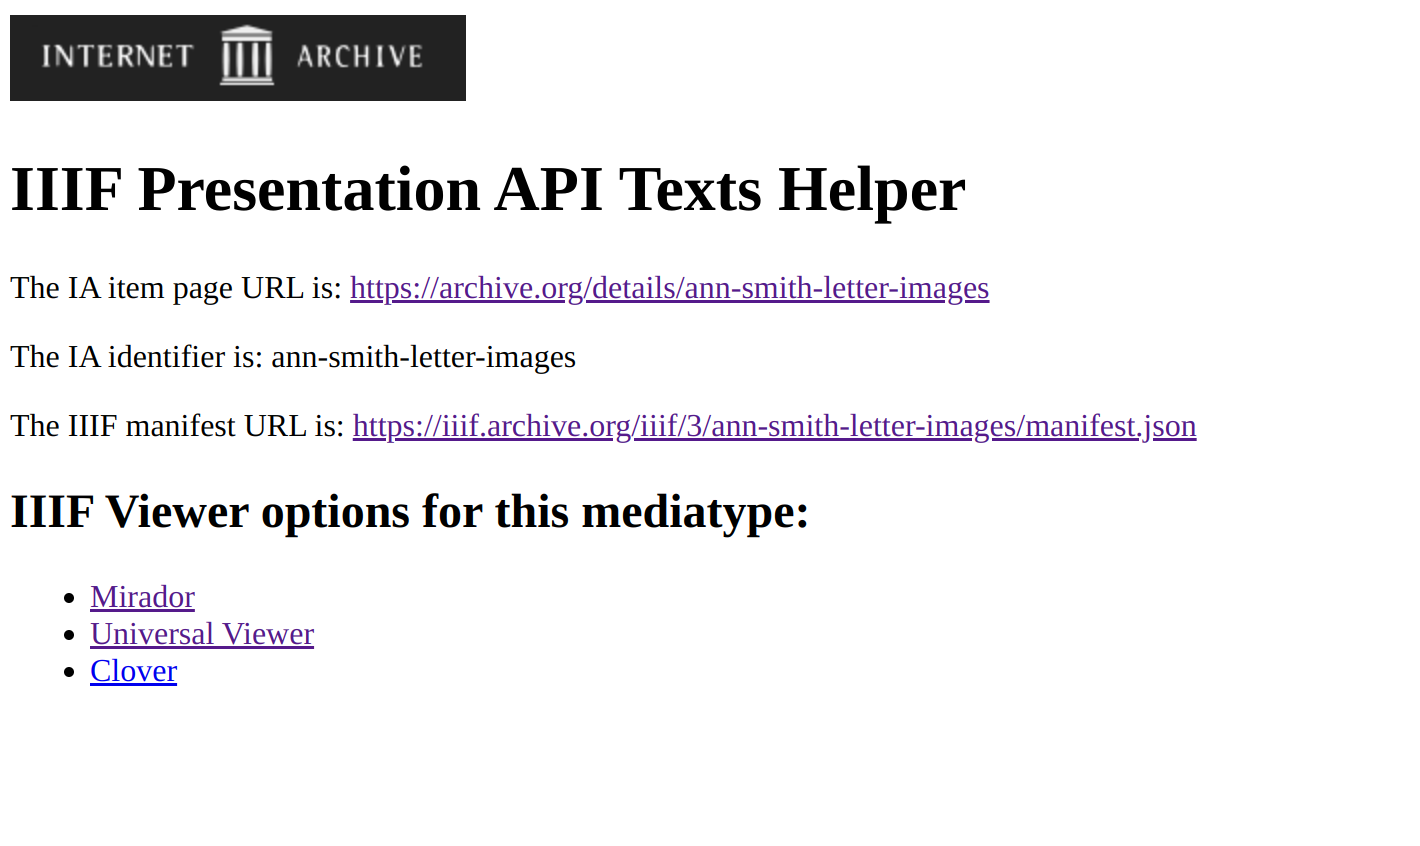 INTERNET ARCHIVE
IIIF Presentation API Texts Helper
The IA item page URL is: https://archive.org/details/ann-smith-letter-images
The IA identifier is: ann-smith-letter-images
The IIIF manifest URL is: https://iiif.archive.org/iiif/3/ann-smith-letter-images/manifest.json
IIIF Viewer options for this mediatype:
Mirador
Universal Viewer
Clover